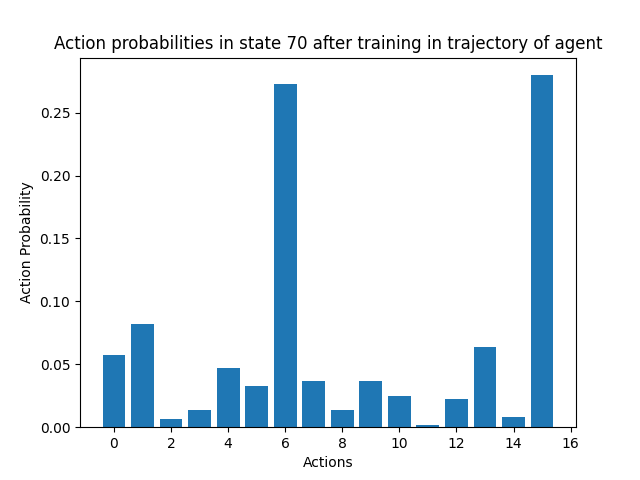 Action probabilities in state 70 after training in trajectory of agent
0.25
0.20
0.15
0.10
0.05
0.00
Action Probability
0 2 4 6 8 10 12 14 16
Actions